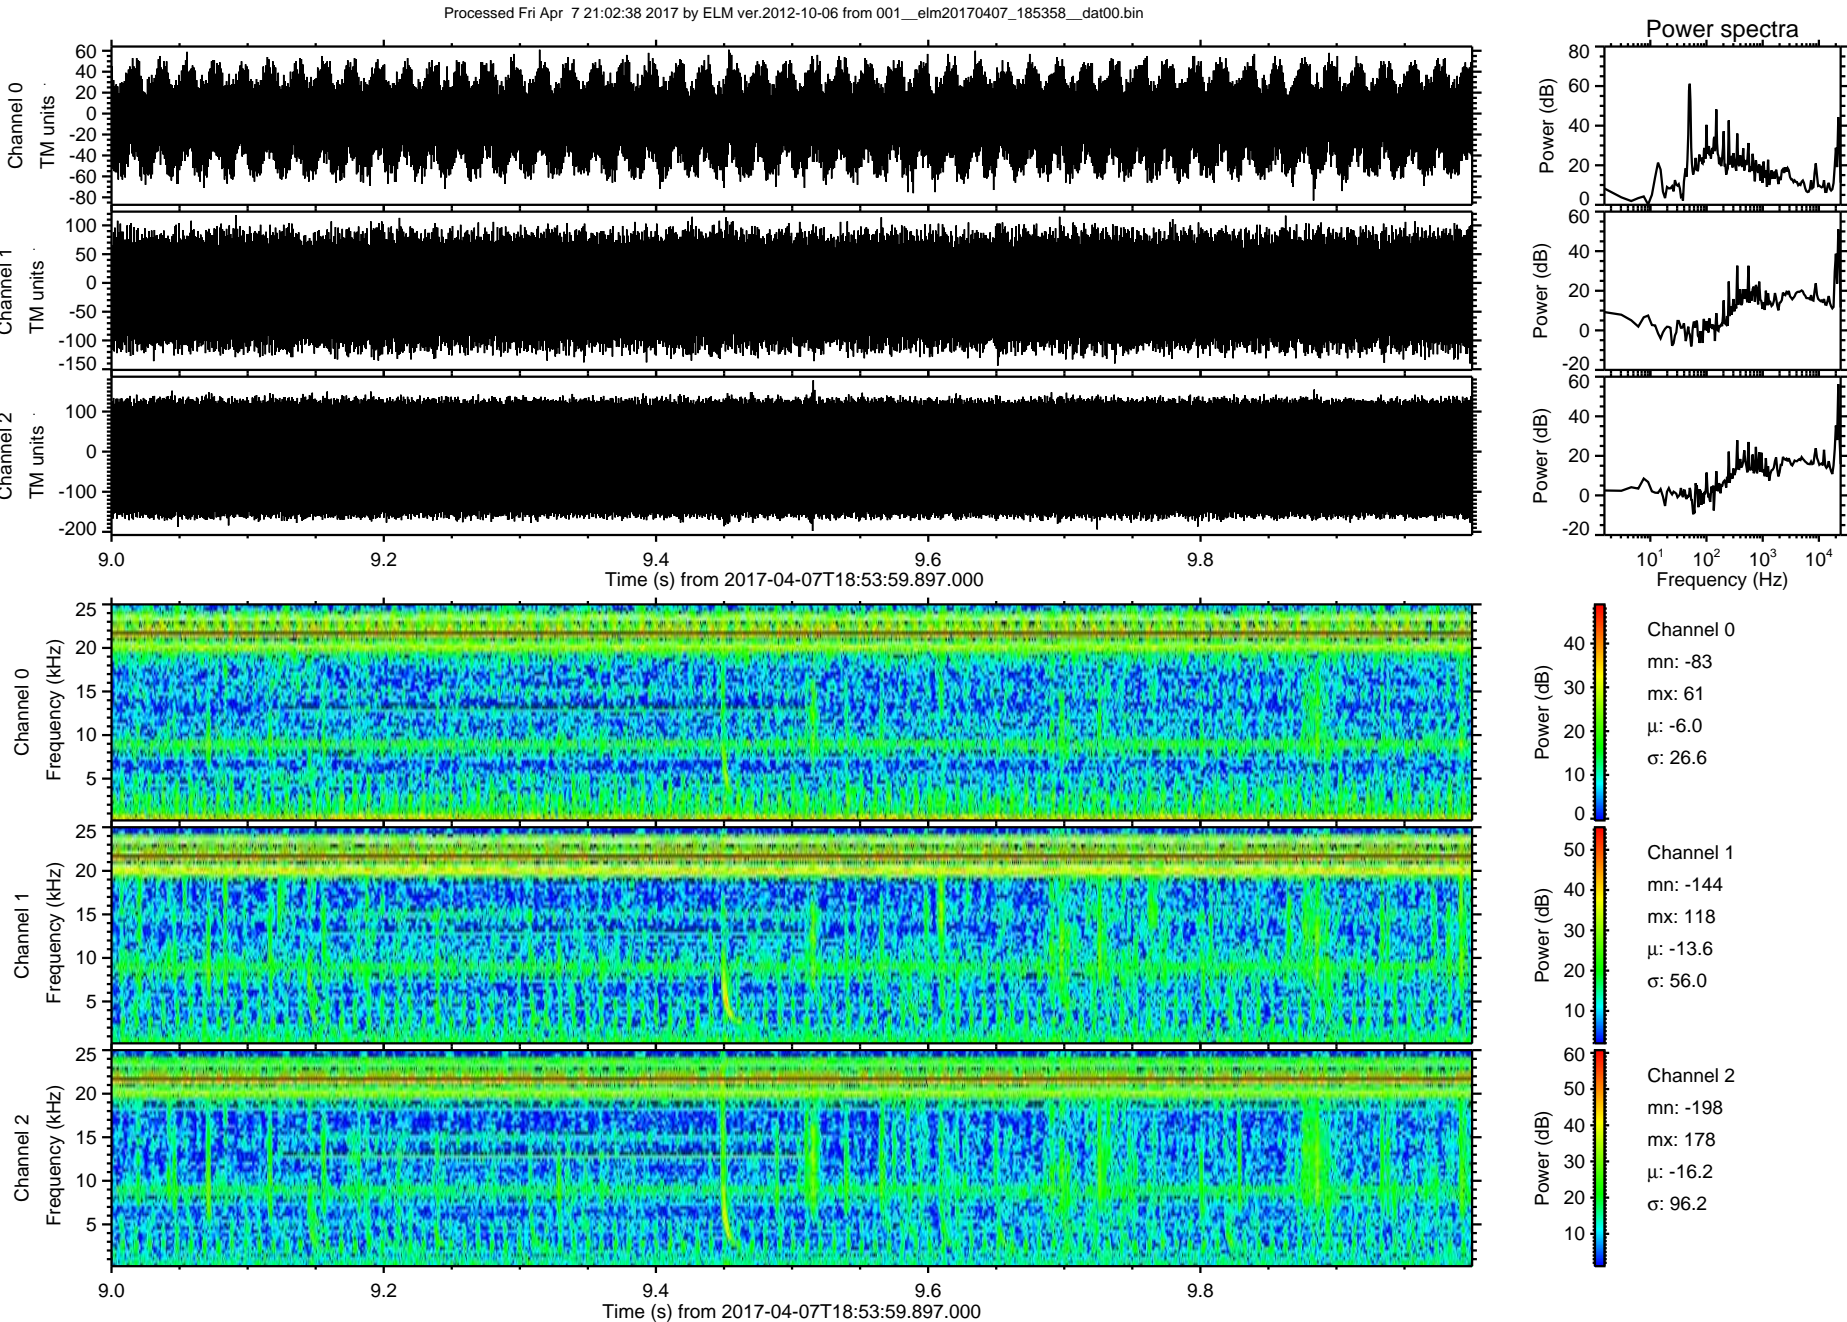 Processed Fri Apr 7 21:02:38 2017 by ELM ver.2012-10-06 from 001__elm20170407_185358__dat00.bin
Power spectra
Channel 0
TM units
60
40
20
0
-20
-40
-60
-80
Power (dB)
80
60
40
20
0
Channel 1
TM units
100
50
0
-50
-100
-150
Power (dB)
60
40
20
0
-20
Channel 2
TM units
100
0
-100
-200
Power (dB)
60
40
20
0
-20
9.0 9.2 9.4 9.6 9.8
Time (s) from 2017-04-07T18:53:59.897.000
10^1 10^2 10^3 10^4
Frequency (Hz)
Channel 0
Frequency (kHz)
25
20
15
10
5
Power (dB)
40
30
20
10
0
Channel 0
mn: -83
mx: 61
μ: -6.0
σ: 26.6
Channel 1
Frequency (kHz)
25
20
15
10
5
Power (dB)
50
40
30
20
10
Channel 1
mn: -144
mx: 118
μ: -13.6
σ: 56.0
Channel 2
Frequency (kHz)
25
20
15
10
5
Power (dB)
60
50
40
30
20
10
Channel 2
mn: -198
mx: 178
μ: -16.2
σ: 96.2
9.0 9.2 9.4 9.6 9.8
Time (s) from 2017-04-07T18:53:59.897.000